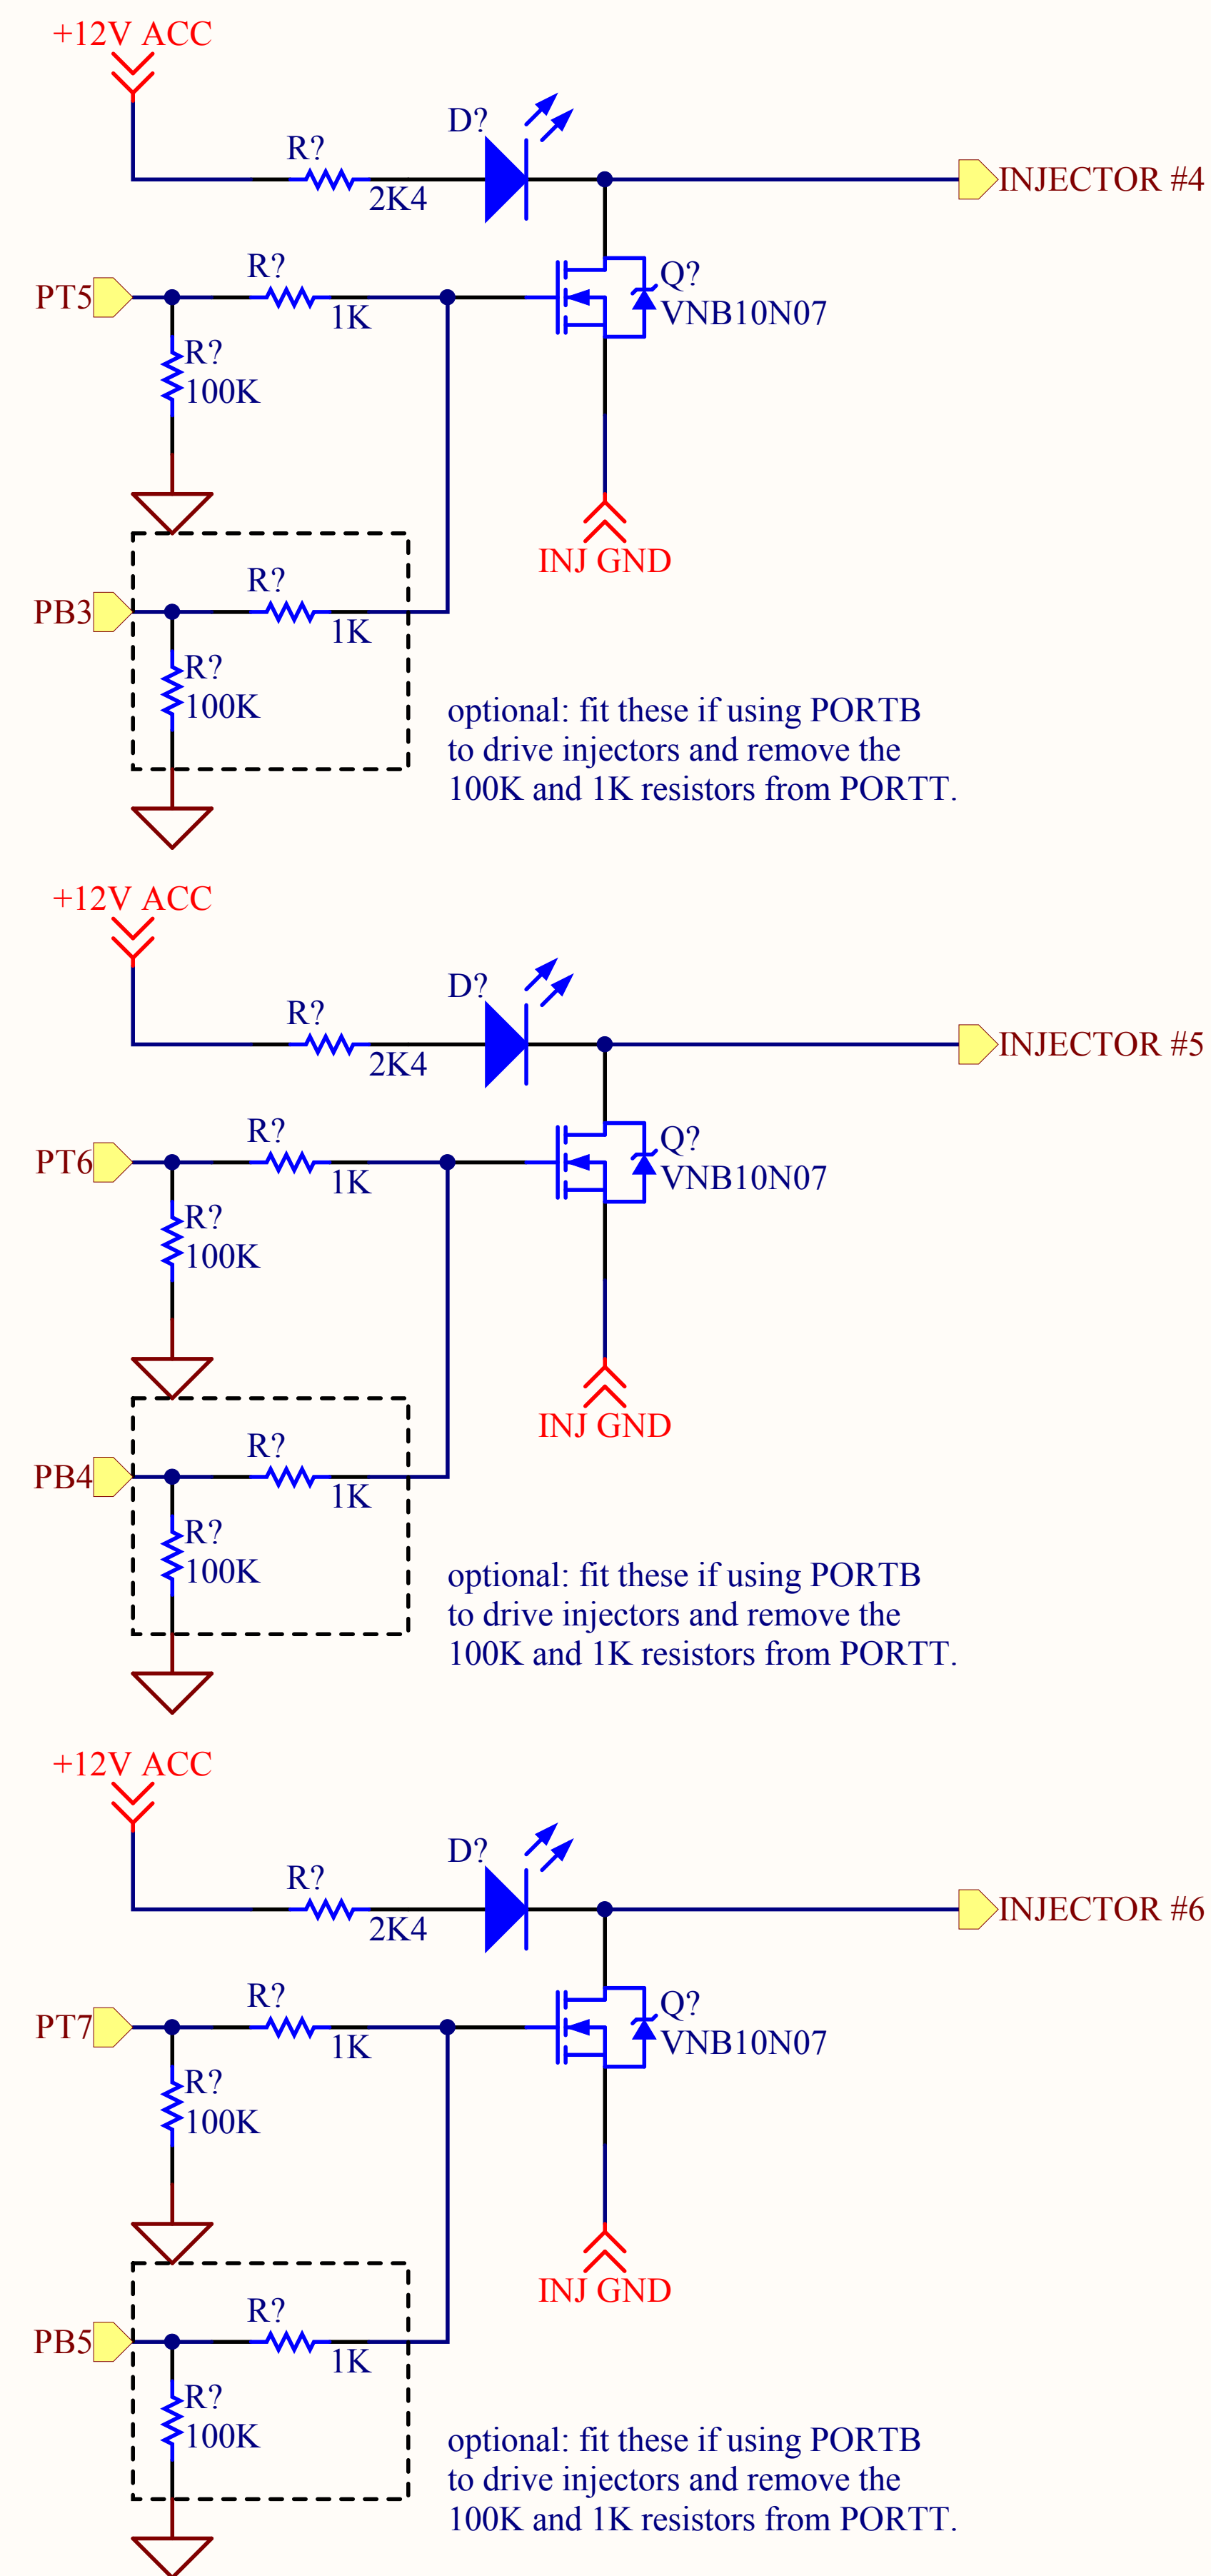 +12V ACC
D?
R?
2K4
INJECTOR #4
R?
PT5
1K
Q?
VNB10N07
R?
100K
INJ GND
R?
PB3
1K
R?
100K
optional: fit these if using PORTB
to drive injectors and remove the
100K and 1K resistors from PORTT.
+12V ACC
D?
R?
2K4
INJECTOR #5
R?
PT6
1K
Q?
VNB10N07
R?
100K
INJ GND
R?
PB4
1K
R?
100K
optional: fit these if using PORTB
to drive injectors and remove the
100K and 1K resistors from PORTT.
+12V ACC
D?
R?
2K4
INJECTOR #6
R?
PT7
1K
Q?
VNB10N07
R?
100K
INJ GND
R?
PB5
1K
R?
100K
optional: fit these if using PORTB
to drive injectors and remove the
100K and 1K resistors from PORTT.